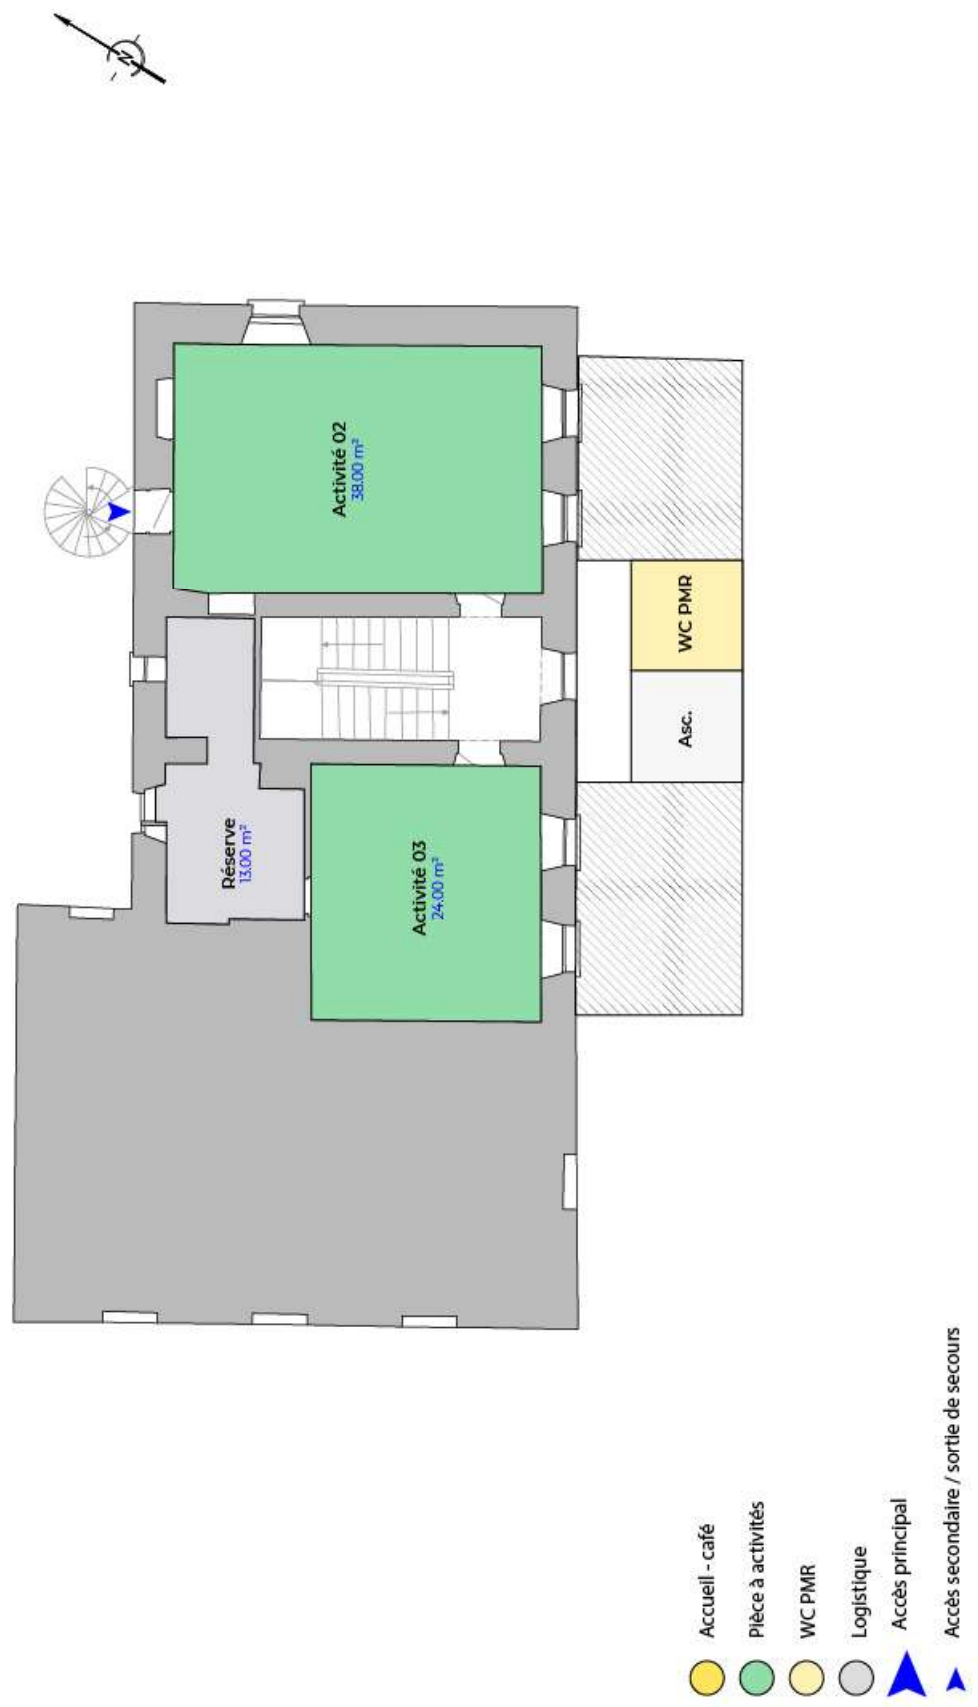 N
Activité 02
38.00 m²
WC PMR
Asc.
Réserve
13.00 m²
Activité 03
24.00 m²
Accueil - café
Pièce à activités
WC PMR
Logistique
Accès principal
Accès secondaire / sortie de secours